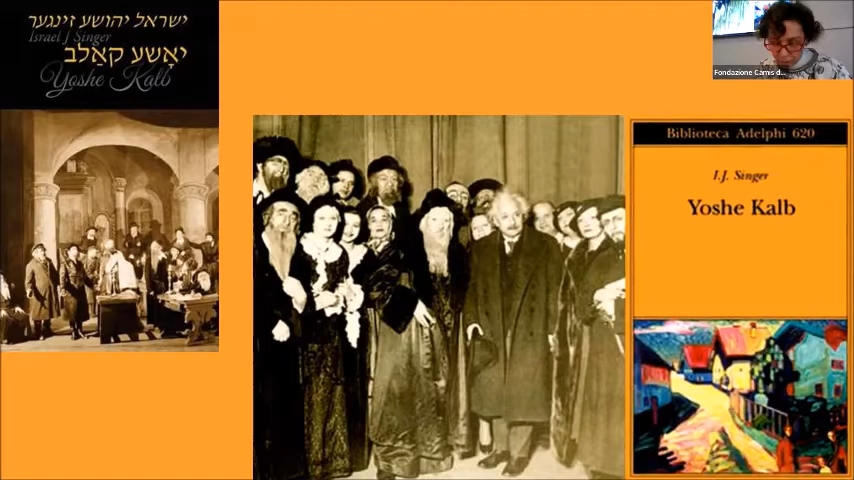 ישראל יהושע זינגער
Israel J Singer
יאָשע קאַלב
Yoshe Kalb
Fondazione Camis d...
Biblioteca Adelphi 620
I.J. Singer
Yoshe Kalb